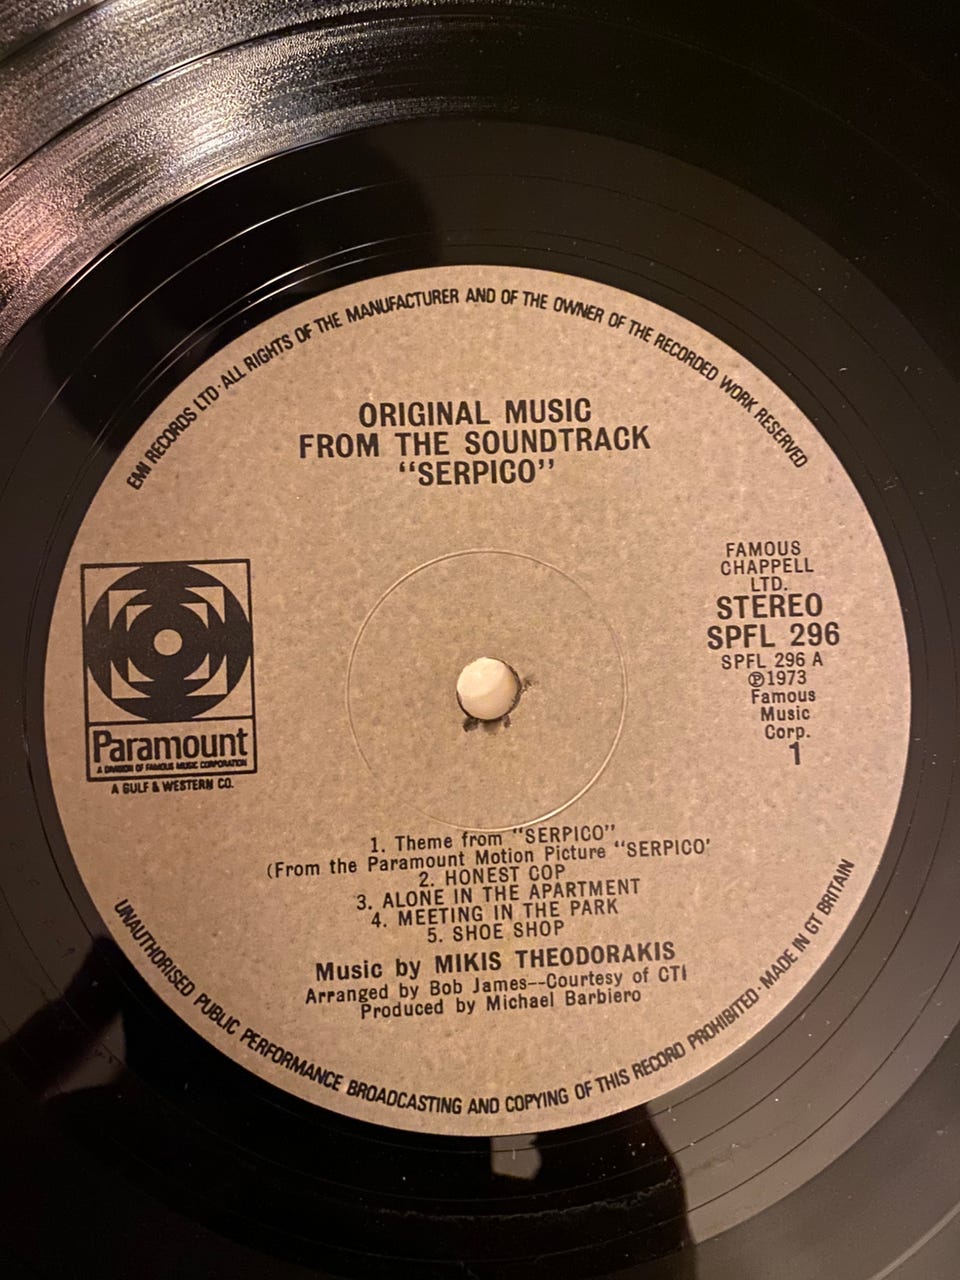 EMI RECORDS LTD · ALL RIGHTS OF THE MANUFACTURER AND OF THE OWNER OF THE RECORDED WORK RESERVED
ORIGINAL MUSIC
FROM THE SOUNDTRACK
“SERPICO”
Paramount
A DIVISION OF FAMOUS MUSIC CORPORATION
A GULF & WESTERN CO.
FAMOUS
CHAPPELL
LTD.
STEREO
SPFL 296
SPFL 296 A
℗1973
Famous
Music
Corp.
1
1. Theme from “SERPICO”
(From the Paramount Motion Picture “SERPICO’
2. HONEST COP
3. ALONE IN THE APARTMENT
4. MEETING IN THE PARK
5. SHOE SHOP
Music by MIKIS THEODORAKIS
Arranged by Bob James--Courtesy of CTI
Produced by Michael Barbiero
UNAUTHORISED PUBLIC PERFORMANCE BROADCASTING AND COPYING OF THIS RECORD PROHIBITED · MADE IN GT BRITAIN